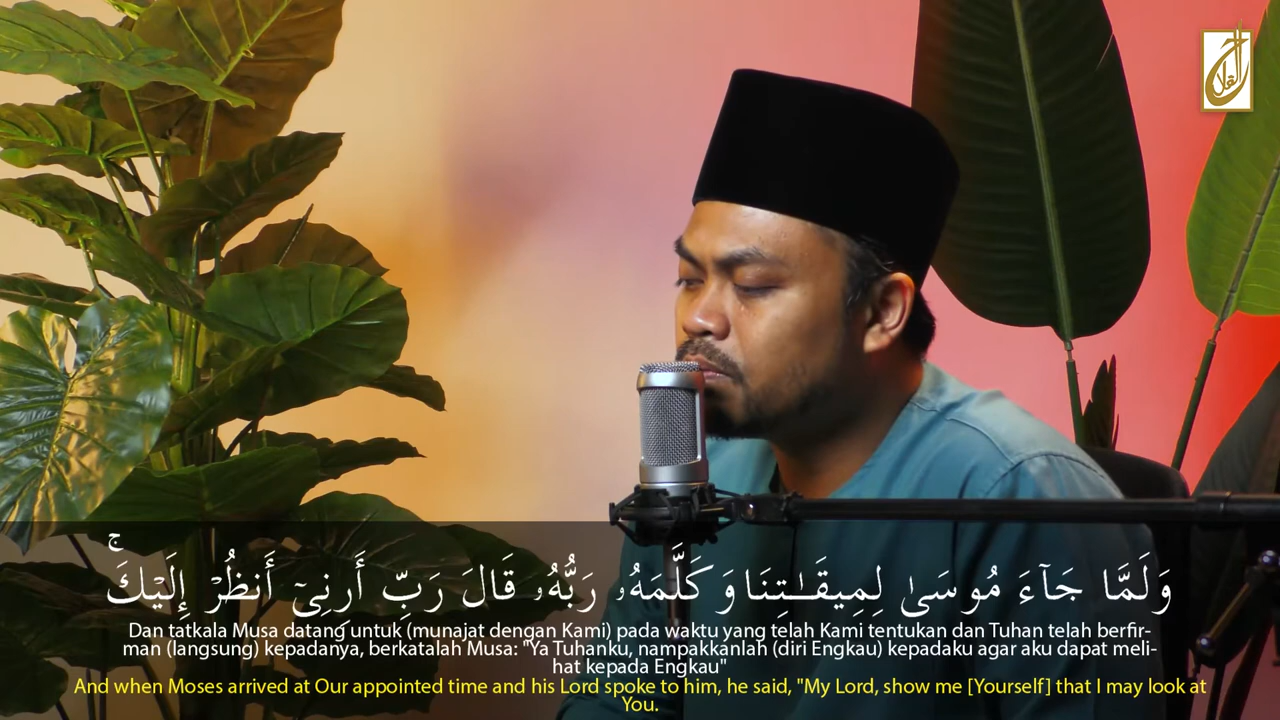 وَلَمَّا جَآءَ مُوسَىٰ لِمِيقَـٰتِنَا وَكَلَّمَهُۥ رَبُّهُۥ قَالَ رَبِّ أَرِنِىٓ أَنظُرْ إِلَيْكَ ۚ
Dan tatkala Musa datang untuk (munajat dengan Kami) pada waktu yang telah Kami tentukan dan Tuhan telah berfir-
man (langsung) kepadanya, berkatalah Musa: "Ya Tuhanku, nampakkanlah (diri Engkau) kepadaku agar aku dapat meli-
hat kepada Engkau"
And when Moses arrived at Our appointed time and his Lord spoke to him, he said, "My Lord, show me [Yourself] that I may look at
You.